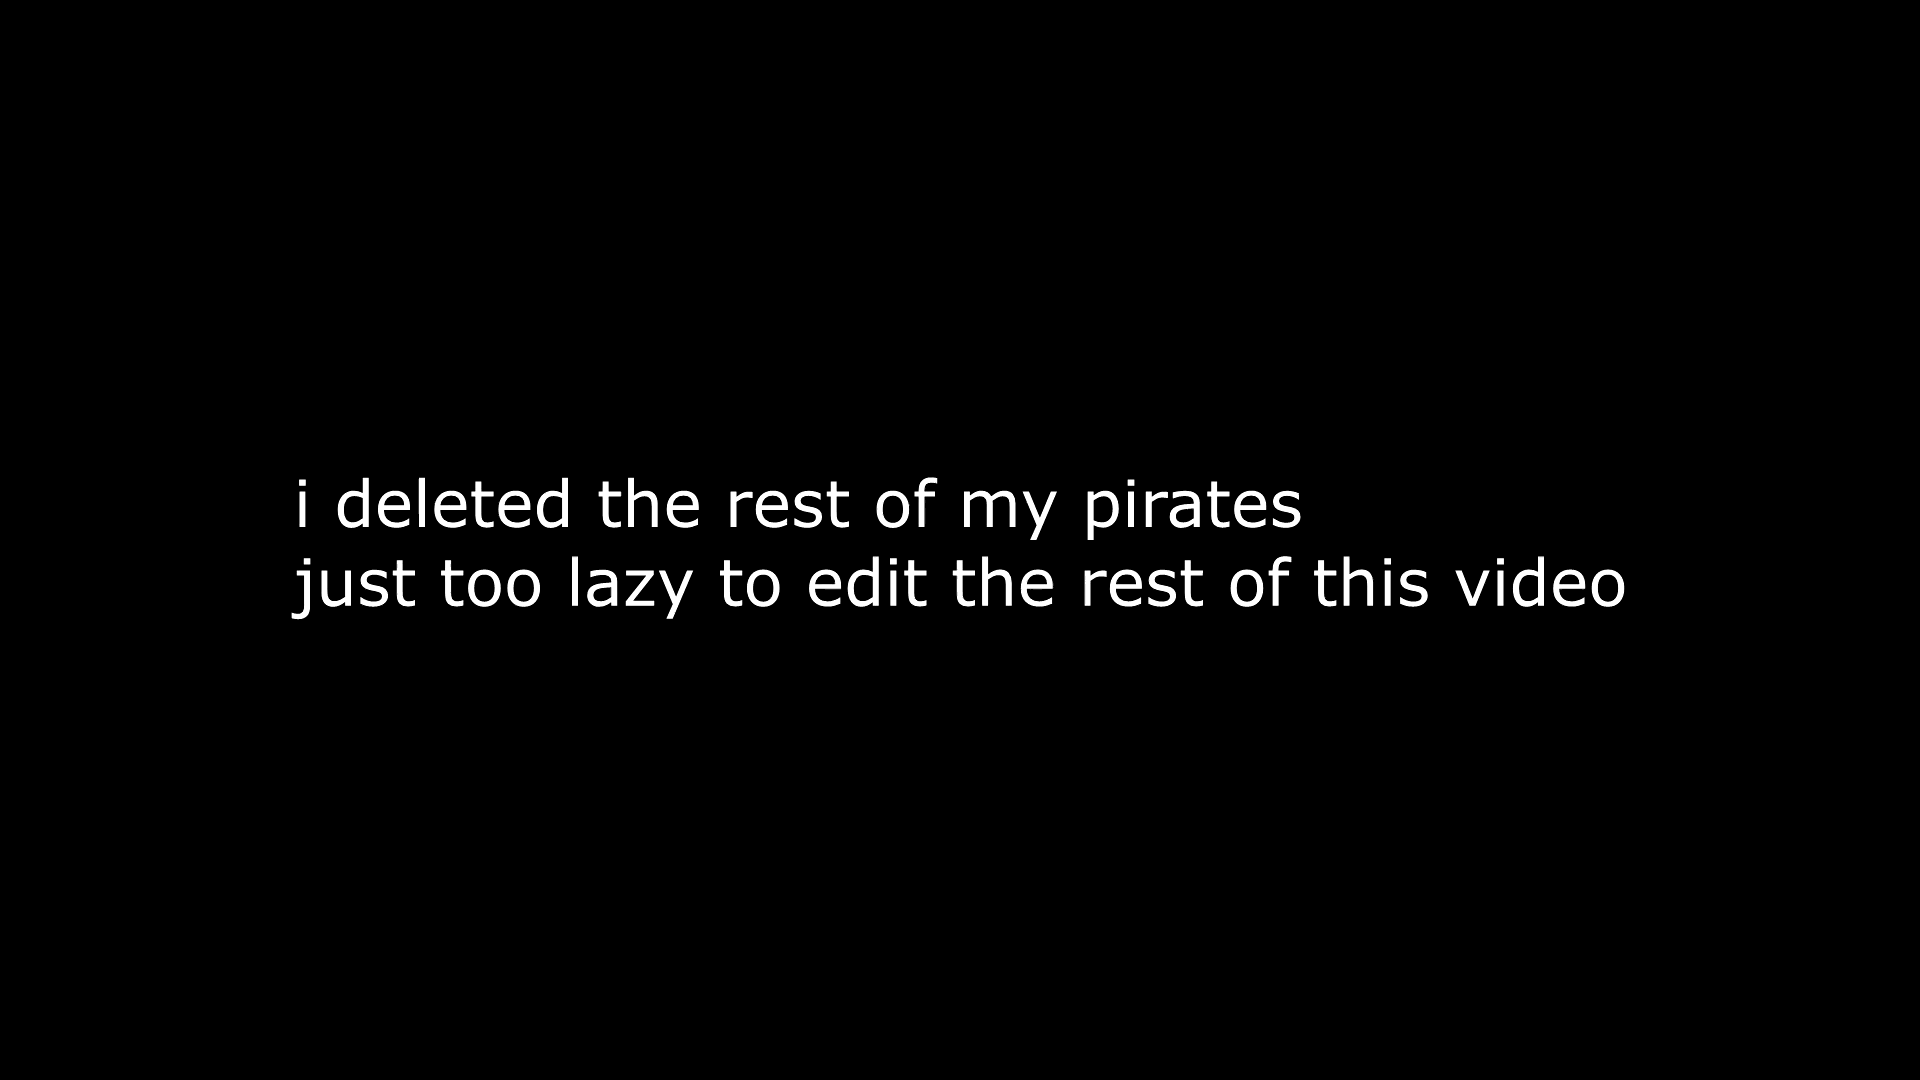 i deleted the rest of my pirates
just too lazy to edit the rest of this video